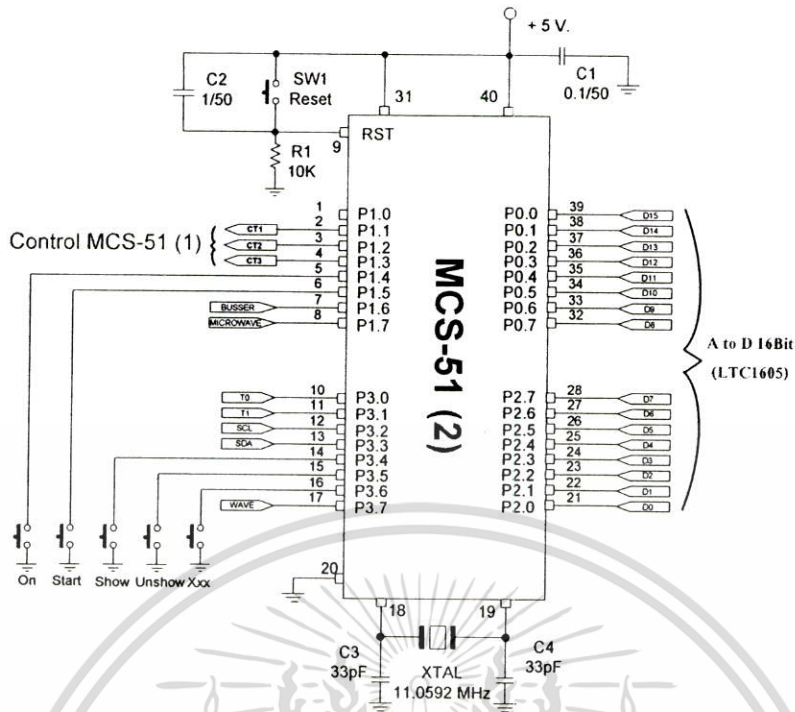 + 5 V.
C2
1/50
SW1
Reset
31
40
C1
0.1/50
9
RST
R1
10K
Control MCS-51 (1)
CT1
CT2
CT3
BUSSER
MICROWAVE
1 P1.0
2 P1.1
3 P1.2
4 P1.3
5 P1.4
6 P1.5
7 P1.6
8 P1.7
MCS-51 (2)
P0.0 39 D15
P0.1 38 D14
P0.2 37 D13
P0.3 36 D12
P0.4 35 D11
P0.5 34 D10
P0.6 33 D9
P0.7 32 D8
A to D 16Bit
(LTC1605)
T0 10 P3.0
T1 11 P3.1
SCL 12 P3.2
SDA 13 P3.3
14 P3.4
15 P3.5
16 P3.6
WAVE 17 P3.7
P2.7 28 D7
P2.6 27 D6
P2.5 26 D5
P2.4 25 D4
P2.3 24 D3
P2.2 23 D2
P2.1 22 D1
P2.0 21 D0
On Start Show Unshow Xxx
20
18
19
C3
33pF
XTAL
11.0592 MHz
C4
33pF